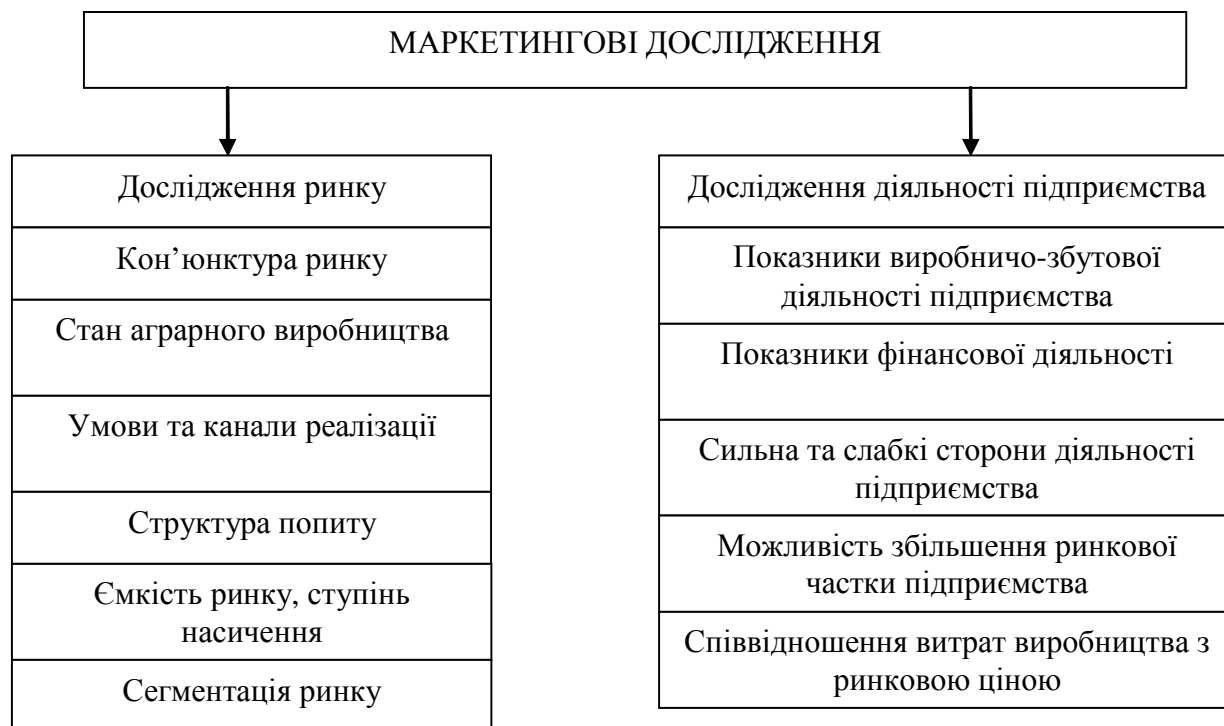 МАРКЕТИНГОВІ ДОСЛІДЖЕННЯ
Дослідження ринку
Кон’юнктура ринку
Стан аграрного виробництва
Умови та канали реалізації
Структура попиту
Ємкість ринку, ступінь
насичення
Сегментація ринку
Дослідження діяльності підприємства
Показники виробничо-збутової
діяльності підприємства
Показники фінансової діяльності
Сильна та слабкі сторони діяльності
підприємства
Можливість збільшення ринкової
частки підприємства
Співвідношення витрат виробництва з
ринковою ціною